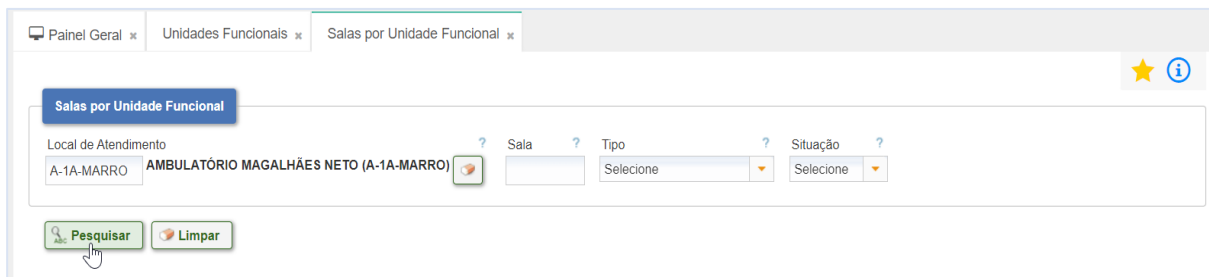 Painel Geral × Unidades Funcionais × Salas por Unidade Funcional ×
Salas por Unidade Funcional
Local de Atendimento ? Sala ? Tipo ? Situação ?
A-1A-MARRO AMBULATÓRIO MAGALHÃES NETO (A-1A-MARRO) Selecione Selecione
ABC Pesquisar Limpar